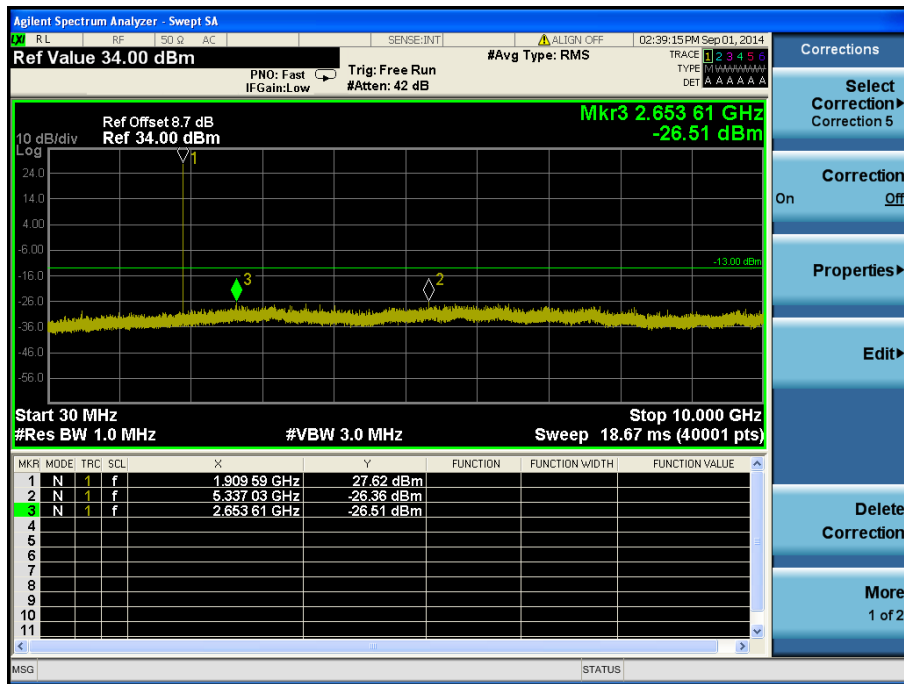 Agilent Spectrum Analyzer - Swept SA
LXI RL RF 50 Ω AC SENSE:INT ALIGN OFF 02:39:15 PM Sep 01, 2014
Ref Value 34.00 dBm #Avg Type: RMS TRACE 1 2 3 4 5 6
PNO: Fast Trig: Free Run TYPE M WWWWW
IFGain:Low #Atten: 42 dB DET A A A A A A
Corrections
Select
Correction
Correction 5
Correction
On Off
Properties
Edit
Delete
Correction
More
1 of 2
Mkr3 2.653 61 GHz
Ref Offset 8.7 dB
10 dB/div Ref 34.00 dBm -26.51 dBm
Log
1
24.0
14.0
4.00
-6.00
-13.00 dBm
-16.0
3 2
-26.0
-36.0
-46.0
-56.0
Start 30 MHz Stop 10.000 GHz
#Res BW 1.0 MHz #VBW 3.0 MHz Sweep 18.67 ms (40001 pts)
MKR MODE TRC SCL X Y FUNCTION FUNCTION WIDTH FUNCTION VALUE
1 N 1 f 1.909 59 GHz 27.62 dBm
2 N 1 f 5.337 03 GHz -26.36 dBm
3 N 1 f 2.653 61 GHz -26.51 dBm
4
5
6
7
8
9
10
11
MSG STATUS